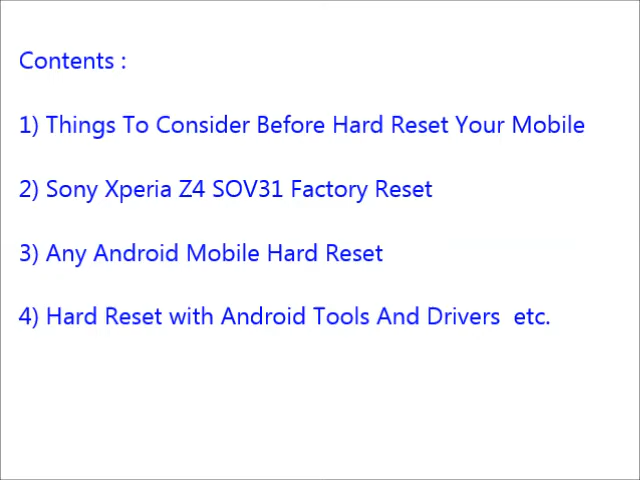 Contents :
1) Things To Consider Before Hard Reset Your Mobile
2) Sony Xperia Z4 SOV31 Factory Reset
3) Any Android Mobile Hard Reset
4) Hard Reset with Android Tools And Drivers  etc.